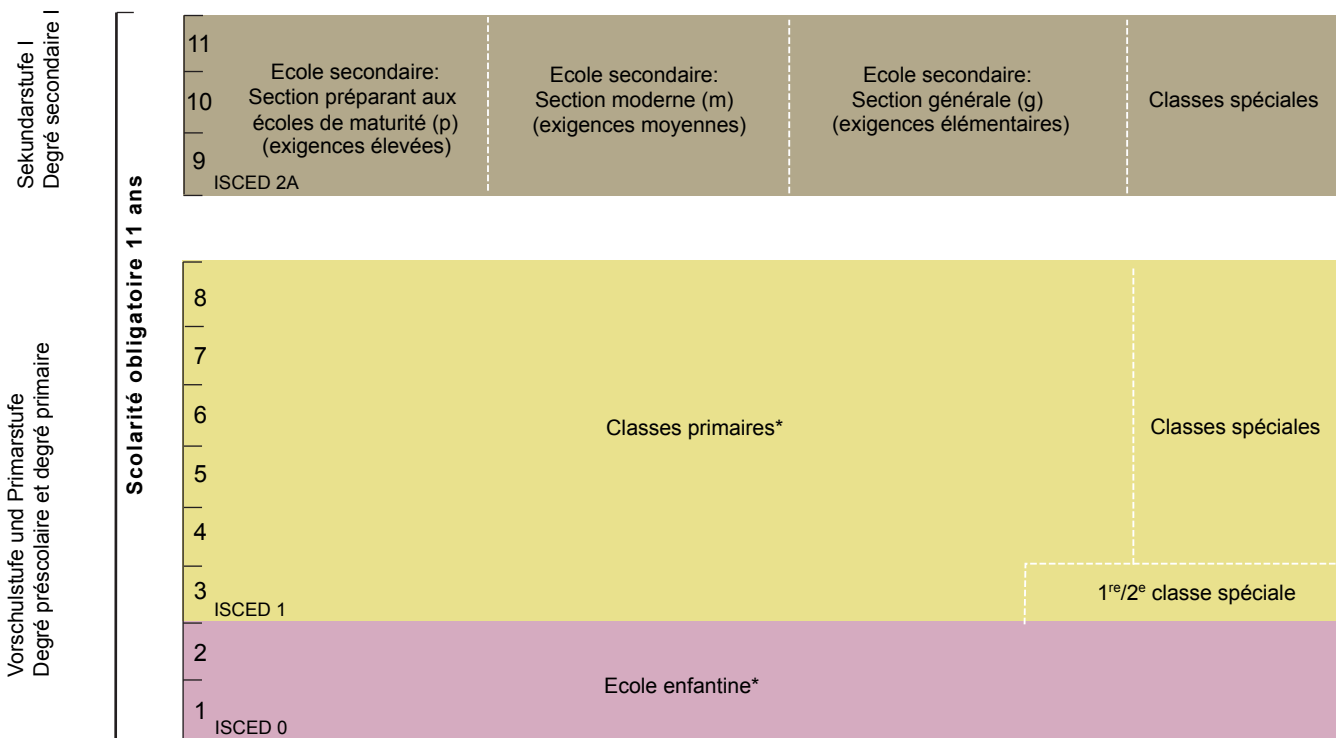 Sekundarstufe I
Degré secondaire I
Scolarité obligatoire 11 ans
11
10
9
Ecole secondaire:
Section préparant aux
écoles de maturité (p)
(exigences élevées)
ISCED 2A
Ecole secondaire:
Section moderne (m)
(exigences moyennes)
Ecole secondaire:
Section générale (g)
(exigences élémentaires)
Classes spéciales
Vorschulstufe und Primarstufe
Degré préscolaire et degré primaire
8
7
6
5
4
3
Classes primaires*
Classes spéciales
1re/2e classe spéciale
ISCED 1
2
1
Ecole enfantine*
ISCED 0